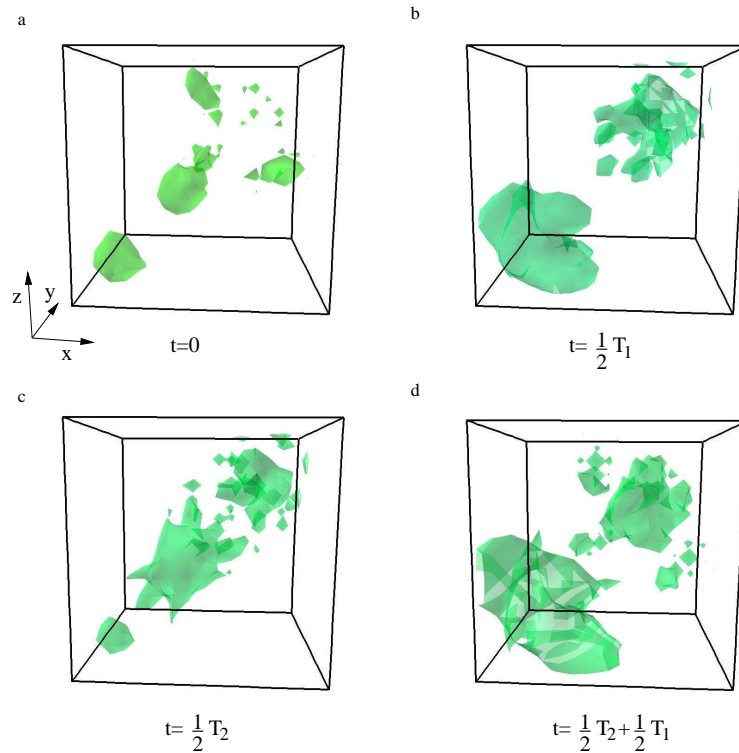 a
b
z
y
x
t=0
t= 1/2 T₁
c
d
t= 1/2 T₂
t= 1/2 T₂+ 1/2 T₁